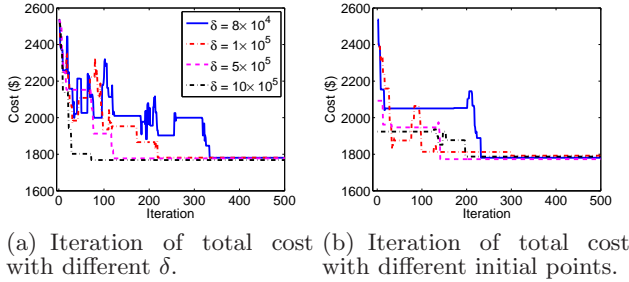 2600
2400
2200
2000
1800
1600
Cost ($)
0 100 200 300 400 500
Iteration
δ = 8× 10⁴
δ = 1× 10⁵
δ = 5× 10⁵
δ = 10× 10⁵
2600
2400
2200
2000
1800
1600
Cost ($)
0 100 200 300 400 500
Iteration
(a) Iteration of total cost
with different δ.
(b) Iteration of total cost
with different initial points.